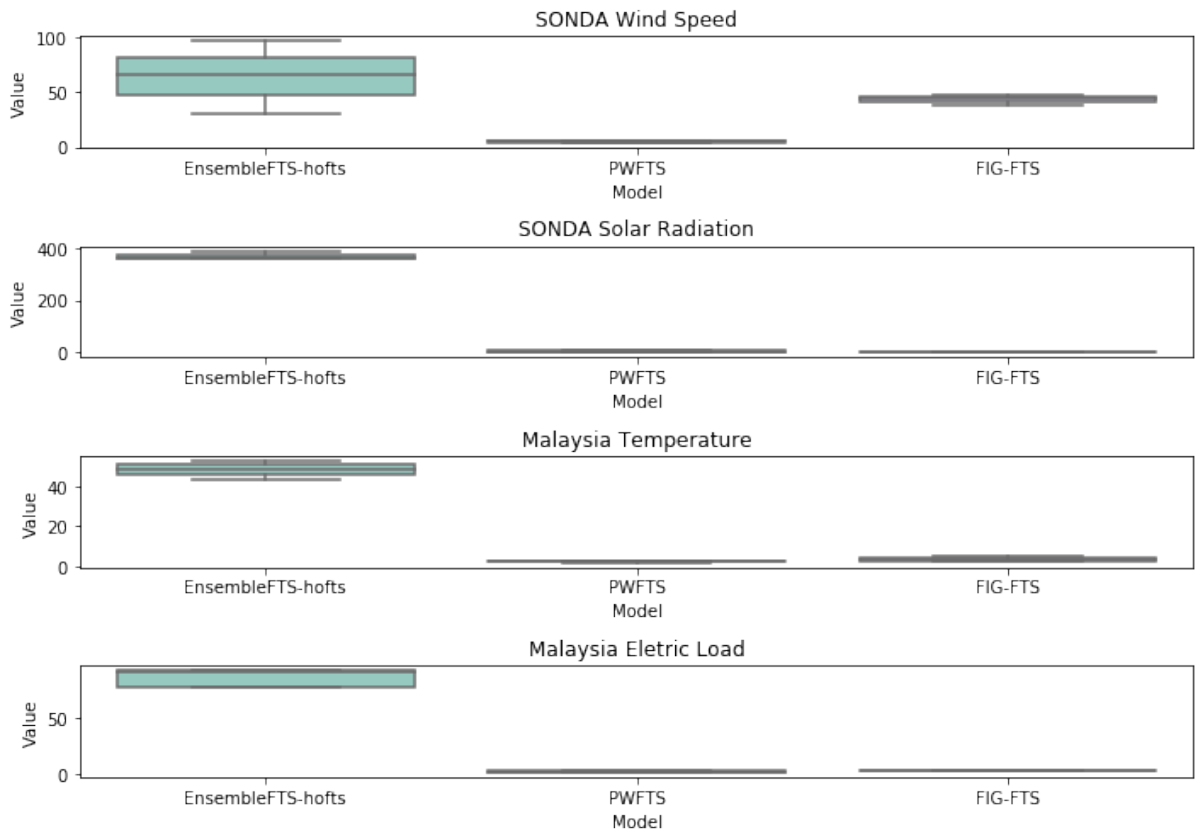 SONDA Wind Speed
100
50
0
Value
EnsembleFTS-hofts PWFTS FIG-FTS
Model
SONDA Solar Radiation
400
200
0
Value
EnsembleFTS-hofts PWFTS FIG-FTS
Model
Malaysia Temperature
40
20
0
Value
EnsembleFTS-hofts PWFTS FIG-FTS
Model
Malaysia Eletric Load
50
0
Value
EnsembleFTS-hofts PWFTS FIG-FTS
Model